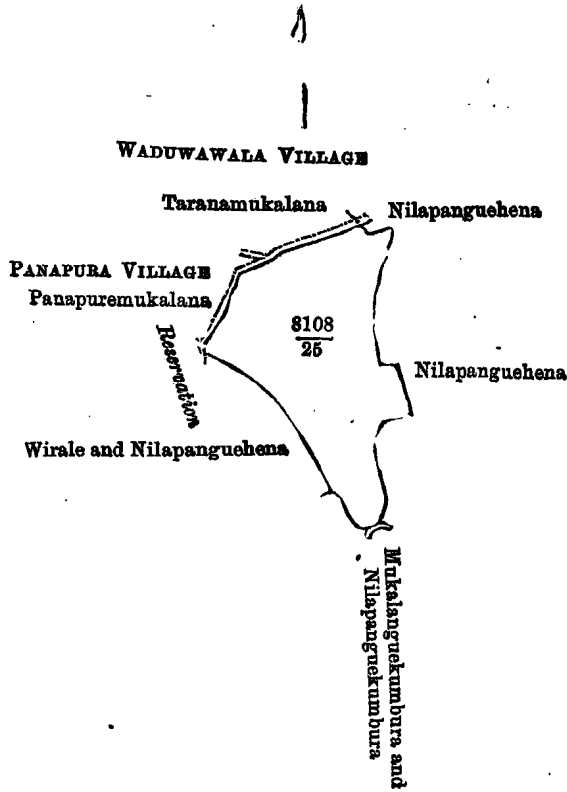 WADUWAWALA VILLAGE
Taranamukalana
Nilapanguehena
PANAPURA VILLAGE
Panapuremukalana
8108
25
Reservation
Nilapanguehena
Wirale and Nilapanguehena
Mukalanguekumbura and
Nilapanguekumbura